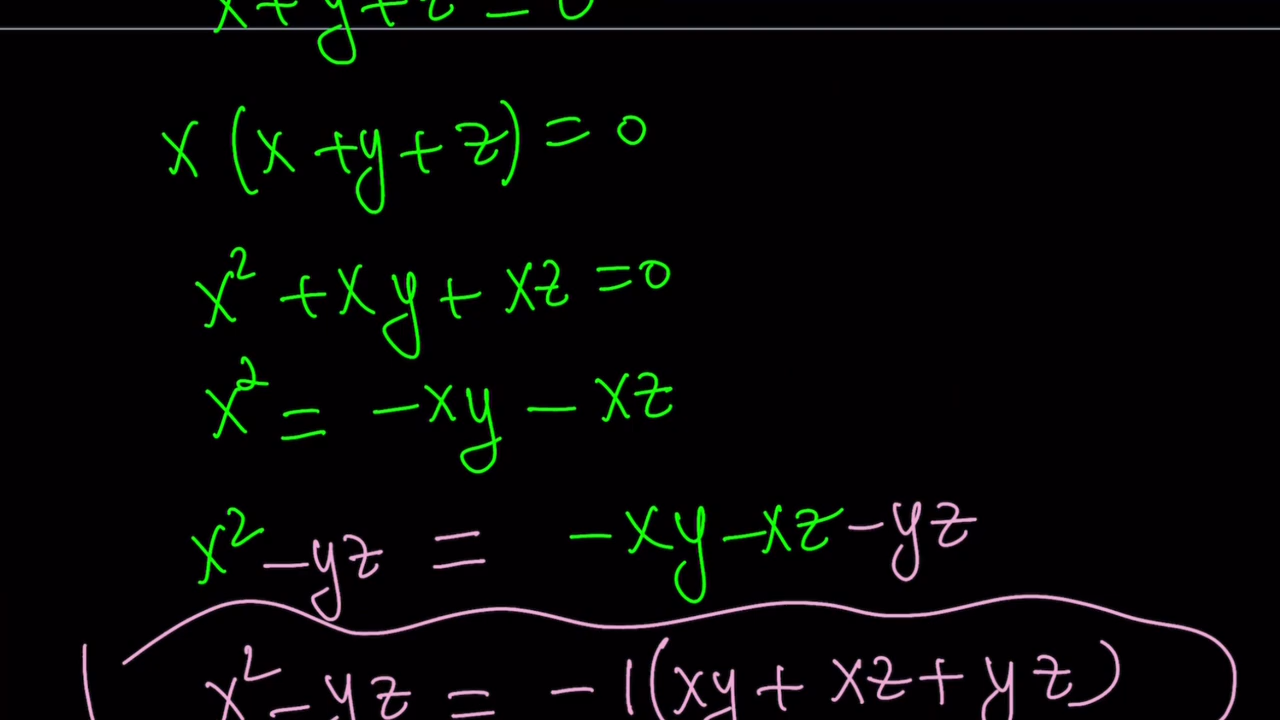 x+y+z=0
x(x+y+z)=0
x²+xy+xz=0
x²=-xy-xz
x²-yz=-xy-xz-yz
x²-yz=-1(xy+xz+yz)